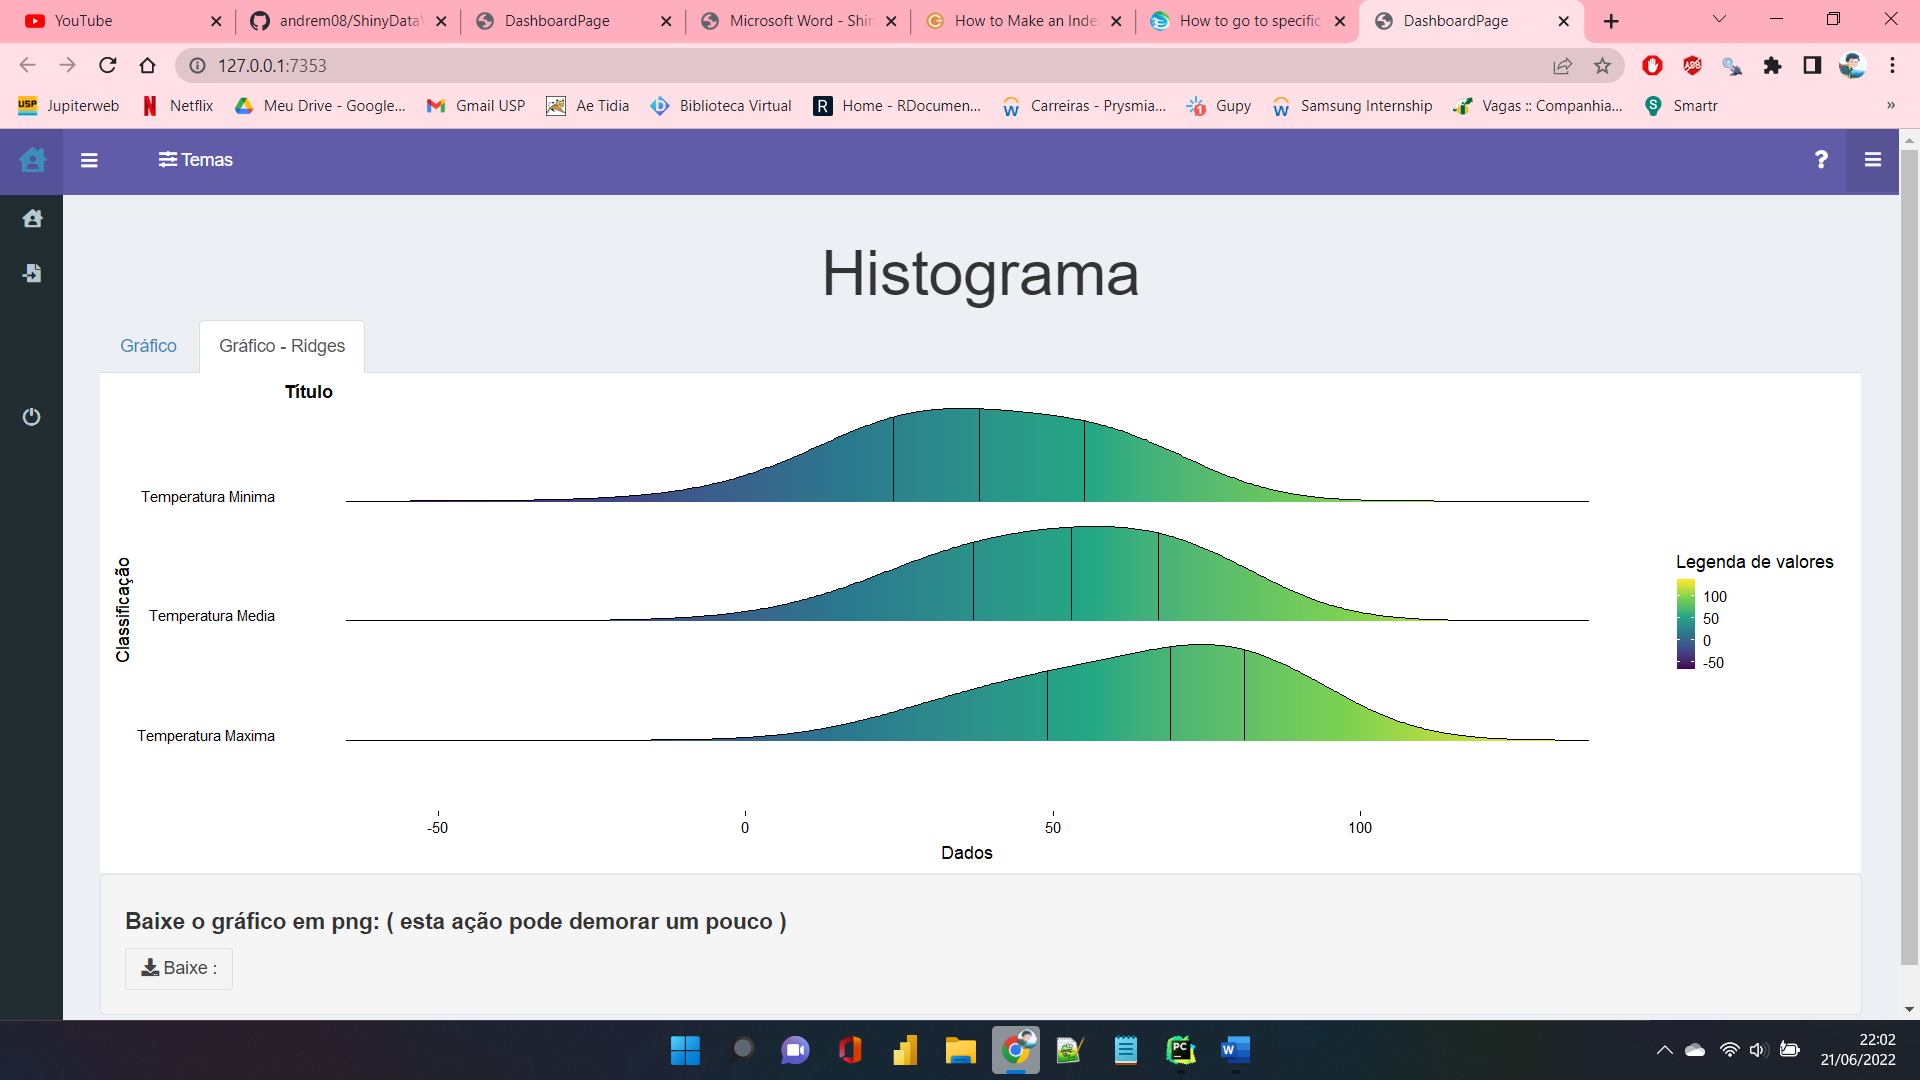 YouTube
andrem08/ShinyData
DashboardPage
Microsoft Word - Shin
How to Make an Inde
How to go to specific
DashboardPage
127.0.0.1:7353
USP Jupiterweb
Netflix
Meu Drive - Google...
Gmail USP
Ae Tidia
Biblioteca Virtual
R Home - RDocumen...
Carreiras - Prysmia...
Gupy
Samsung Internship
Vagas :: Companhia...
S Smartr
»
Temas
?
Histograma
Gráfico
Gráfico - Ridges
Título
Temperatura Minima
Temperatura Media
Temperatura Maxima
Classificação
Legenda de valores
100
50
0
-50
-50
0
50
100
Dados
Baixe o gráfico em png: ( esta ação pode demorar um pouco )
Baixe :
22:02
21/06/2022